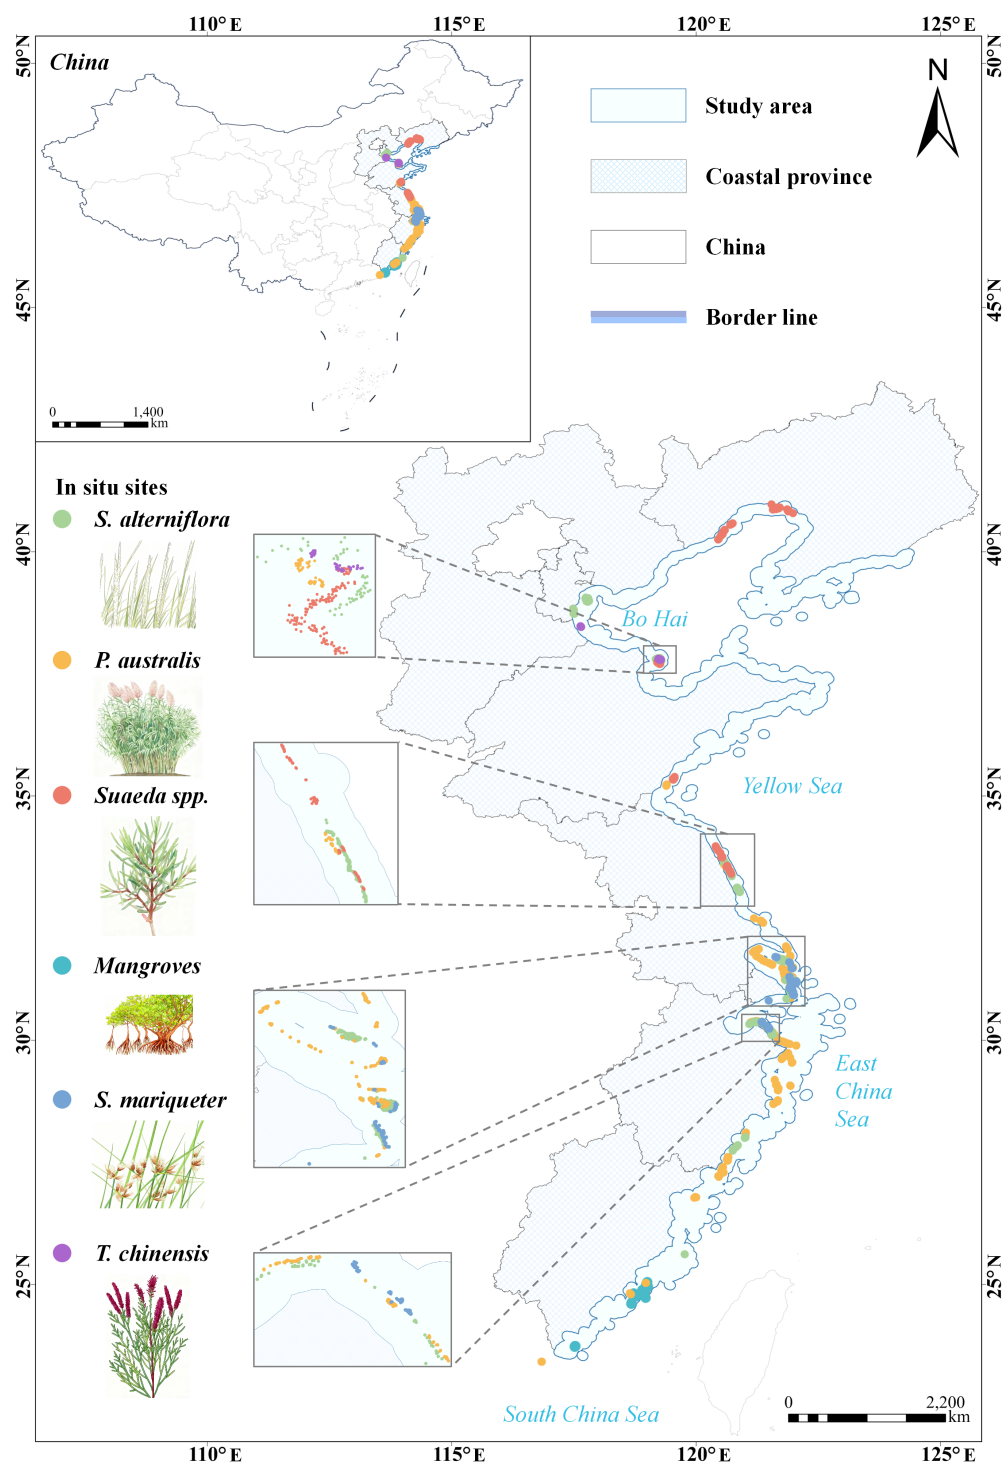 110°E 115°E 120°E 125°E
50°N
50°N
China
N
Study area
Coastal province
China
Border line
45°N
45°N
0 1,400
km
In situ sites
S. alterniflora
P. australis
Suaeda spp.
Mangroves
S. mariqueter
T. chinensis
40°N
40°N
Bo Hai
35°N
35°N
Yellow Sea
30°N
30°N
East
China
Sea
25°N
25°N
South China Sea
0 2,200
km
110°E 115°E 120°E 125°E